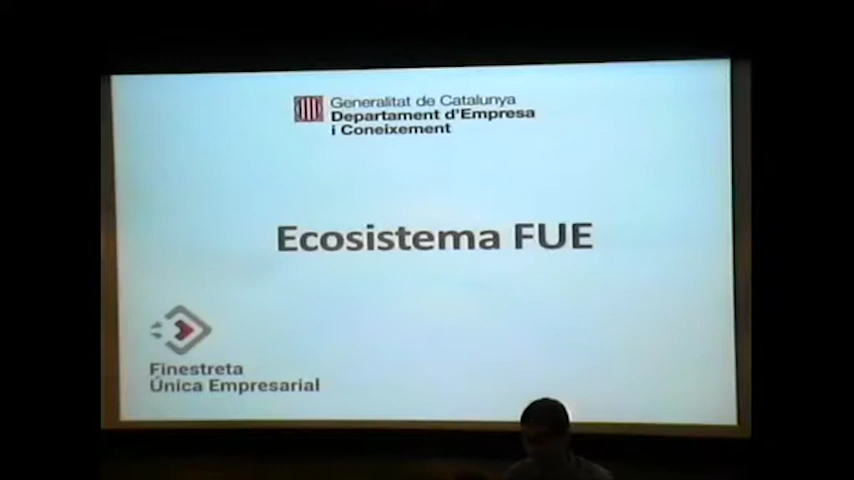 Generalitat de Catalunya
Departament d'Empresa
i Coneixement
Ecosistema FUE
Finestreta
Única Empresarial